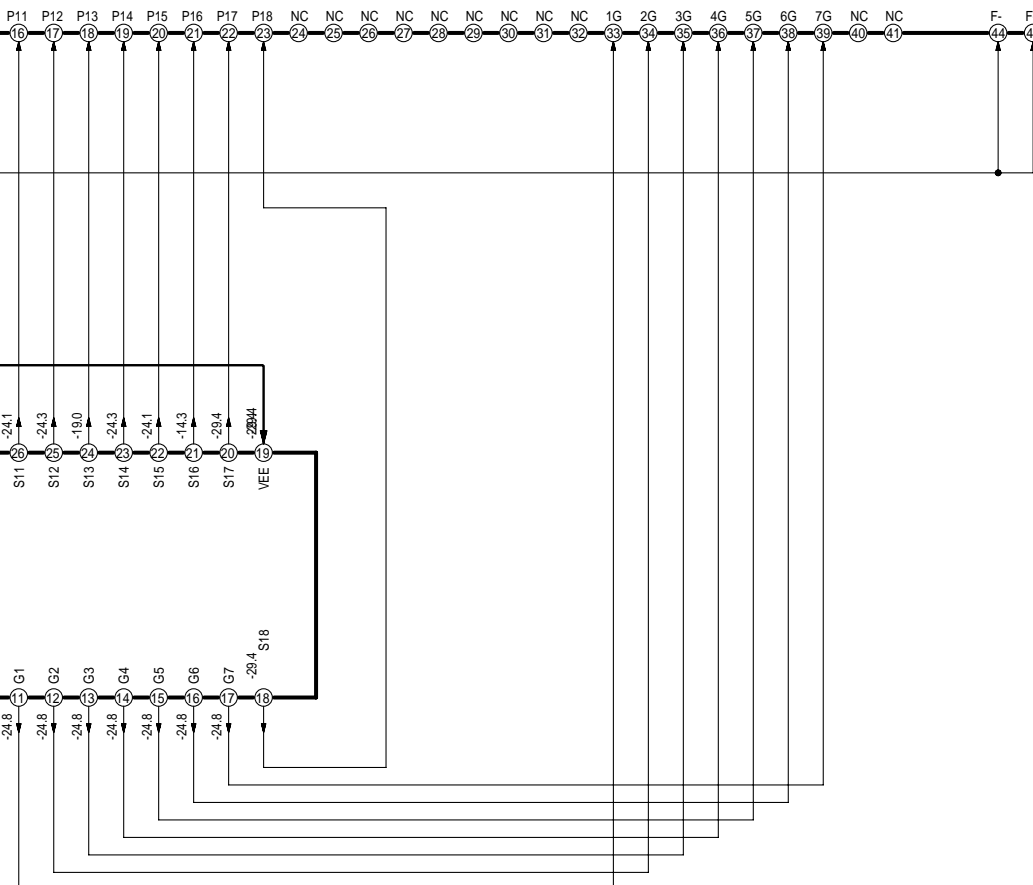 P11 P12 P13 P14 P15 P16 P17 P18 NC NC NC NC NC NC NC NC NC 1G 2G 3G 4G 5G 6G 7G NC NC F-
16 17 18 19 20 21 22 23 24 25 26 27 28 29 30 31 32 33 34 35 36 37 38 39 40 41 44
-24.1 -24.3 -19.0 -24.3 -24.1 -14.3 -29.4
26 25 24 23 22 21 20 19
S11 S12 S13 S14 S15 S16 S17 VEE
S18
G1 G2 G3 G4 G5 G6 G7 -29.4
11 12 13 14 15 16 17 18
-24.8 -24.8 -24.8 -24.8 -24.8 -24.8 -24.8